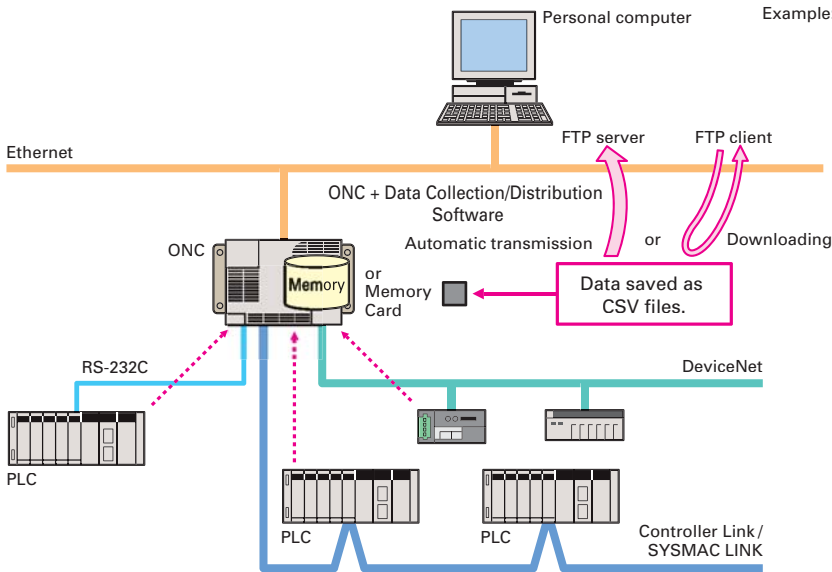 Personal computer
Example
FTP server
FTP client
Ethernet
ONC + Data Collection/Distribution
Software
ONC
Automatic transmission
or
Downloading
Memory
or
Memory
Card
Data saved as
CSV files.
RS-232C
DeviceNet
PLC
PLC
PLC
Controller Link/
SYSMAC LINK